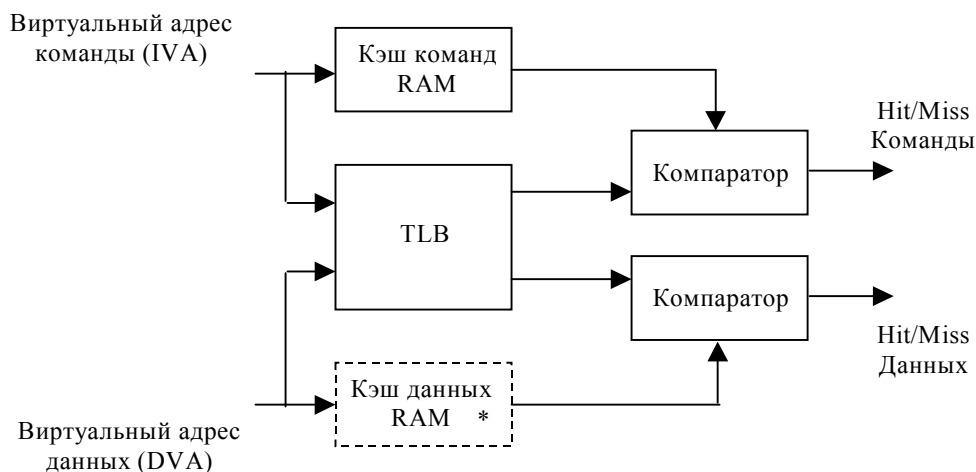 Виртуальный адрес
команды (IVA)
Кэш команд
RAM
Hit/Miss
Команды
Компаратор
TLB
Компаратор
Hit/Miss
Данных
Кэш данных
RAM *
Виртуальный адрес
данных (DVA)